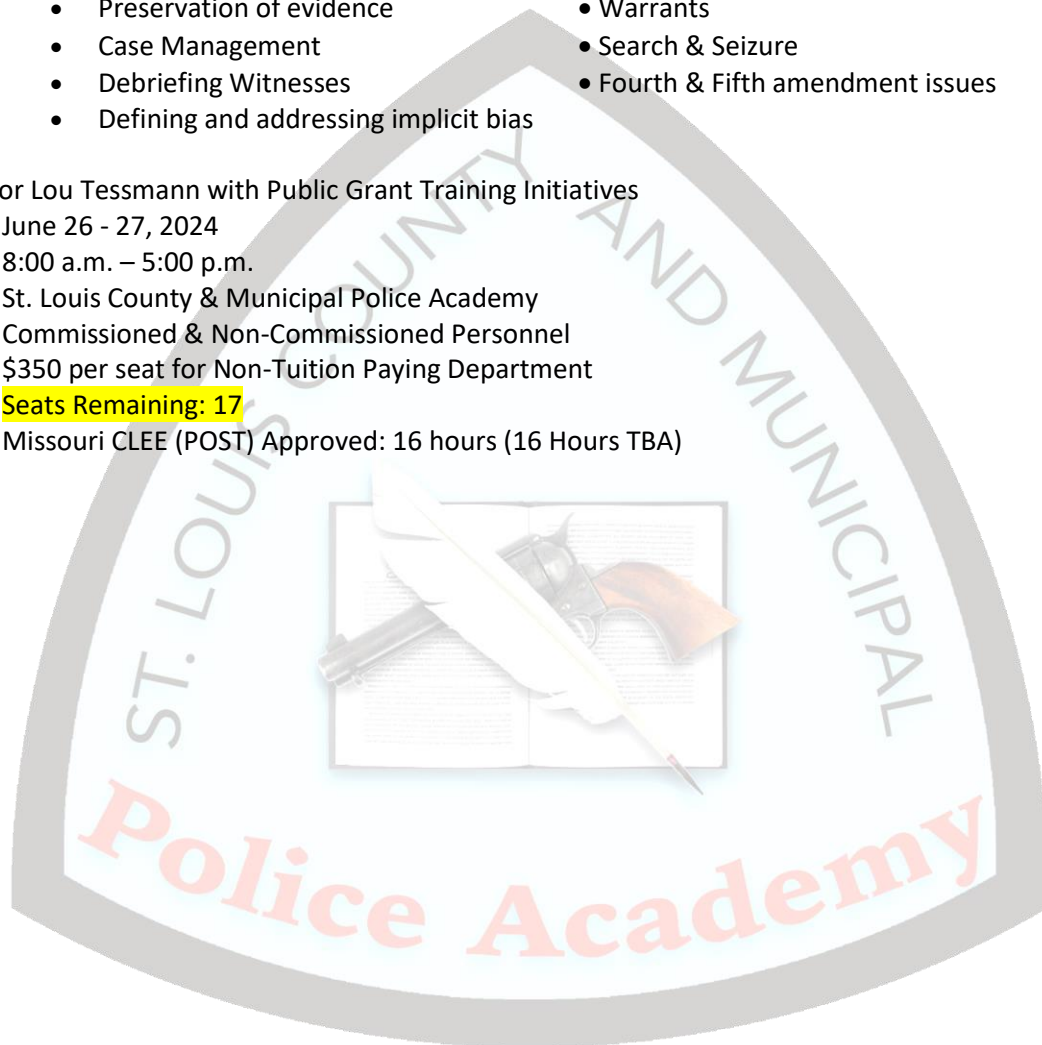 • Preservation of evidence • Warrants
• Case Management • Search & Seizure
• Debriefing Witnesses • Fourth & Fifth amendment issues
• Defining and addressing implicit bias
or Lou Tessmann with Public Grant Training Initiatives
June 26 - 27, 2024
8:00 a.m. – 5:00 p.m.
St. Louis County & Municipal Police Academy
Commissioned & Non-Commissioned Personnel
$350 per seat for Non-Tuition Paying Department
Seats Remaining: 17
Missouri CLEE (POST) Approved: 16 hours (16 Hours TBA)
ST. LOUIS COUNTY AND MUNICIPAL
Police Academy